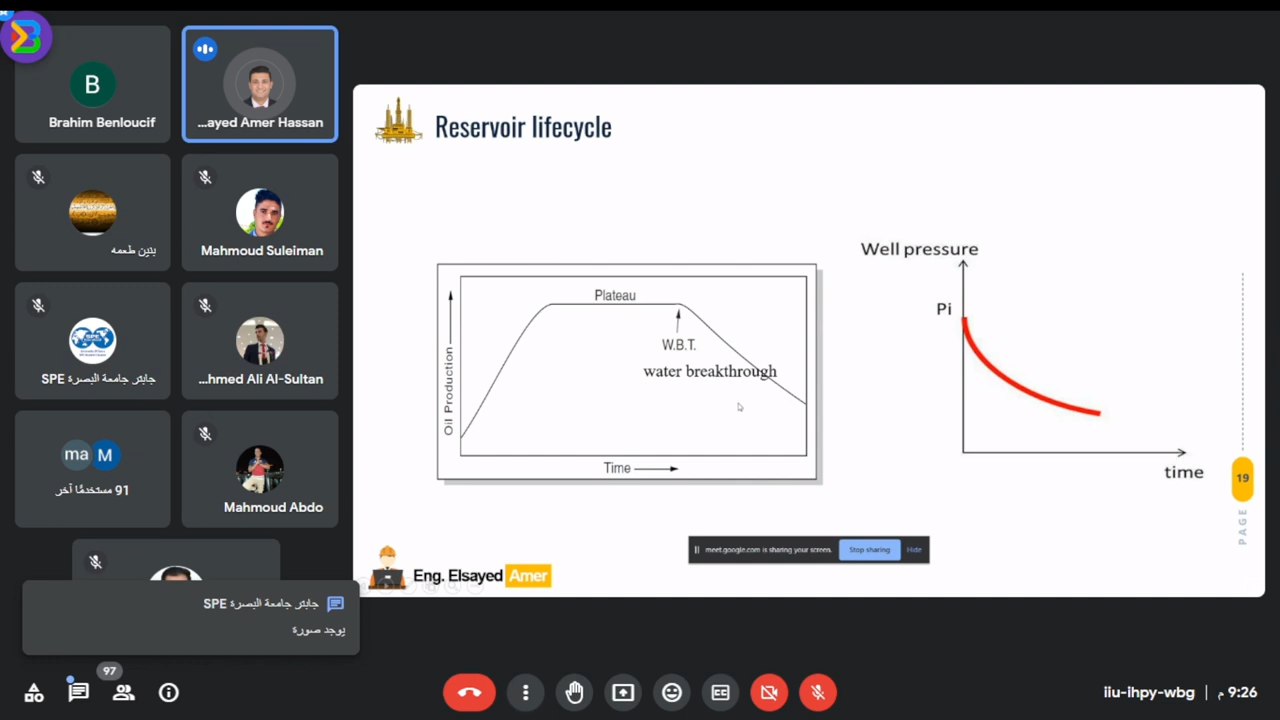 B
Brahim Benloucif
...ayed Amer Hassan
بنين طعمه
Mahmoud Suleiman
SPE
جابتر جامعة البصرة SPE
...hmed Ali Al-Sultan
ma M
91 مستخدمًا آخر
Mahmoud Abdo
جابتر جامعة البصرة SPE
يوجد صورة
97
Reservoir lifecycle
Oil Production
Plateau
W.B.T.
water breakthrough
Time
Well pressure
Pi
time
19
PAGE
meet.google.com is sharing your screen.
Stop sharing
Hide
Eng. Elsayed Amer
iiu-ihpy-wbg | 9:26 م